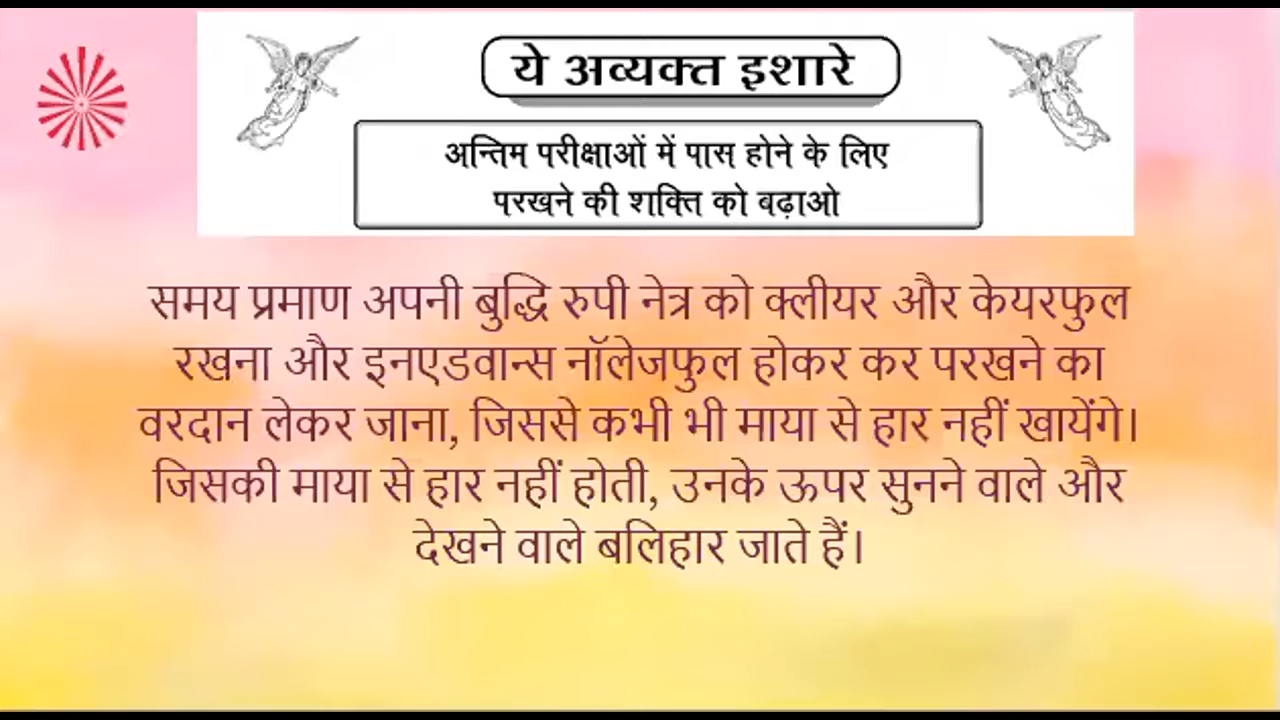 ये अव्यक्त इशारे
अन्तिम परीक्षाओं में पास होने के लिए
परखने की शक्ति को बढ़ाओ
समय प्रमाण अपनी बुद्धि रुपी नेत्र को क्लीयर और केयरफुल
रखना और इनएडवान्स नॉलेजफुल होकर कर परखने का
वरदान लेकर जाना, जिससे कभी भी माया से हार नहीं खायेंगे।
जिसकी माया से हार नहीं होती, उनके ऊपर सुनने वाले और
देखने वाले बलिहार जाते हैं।